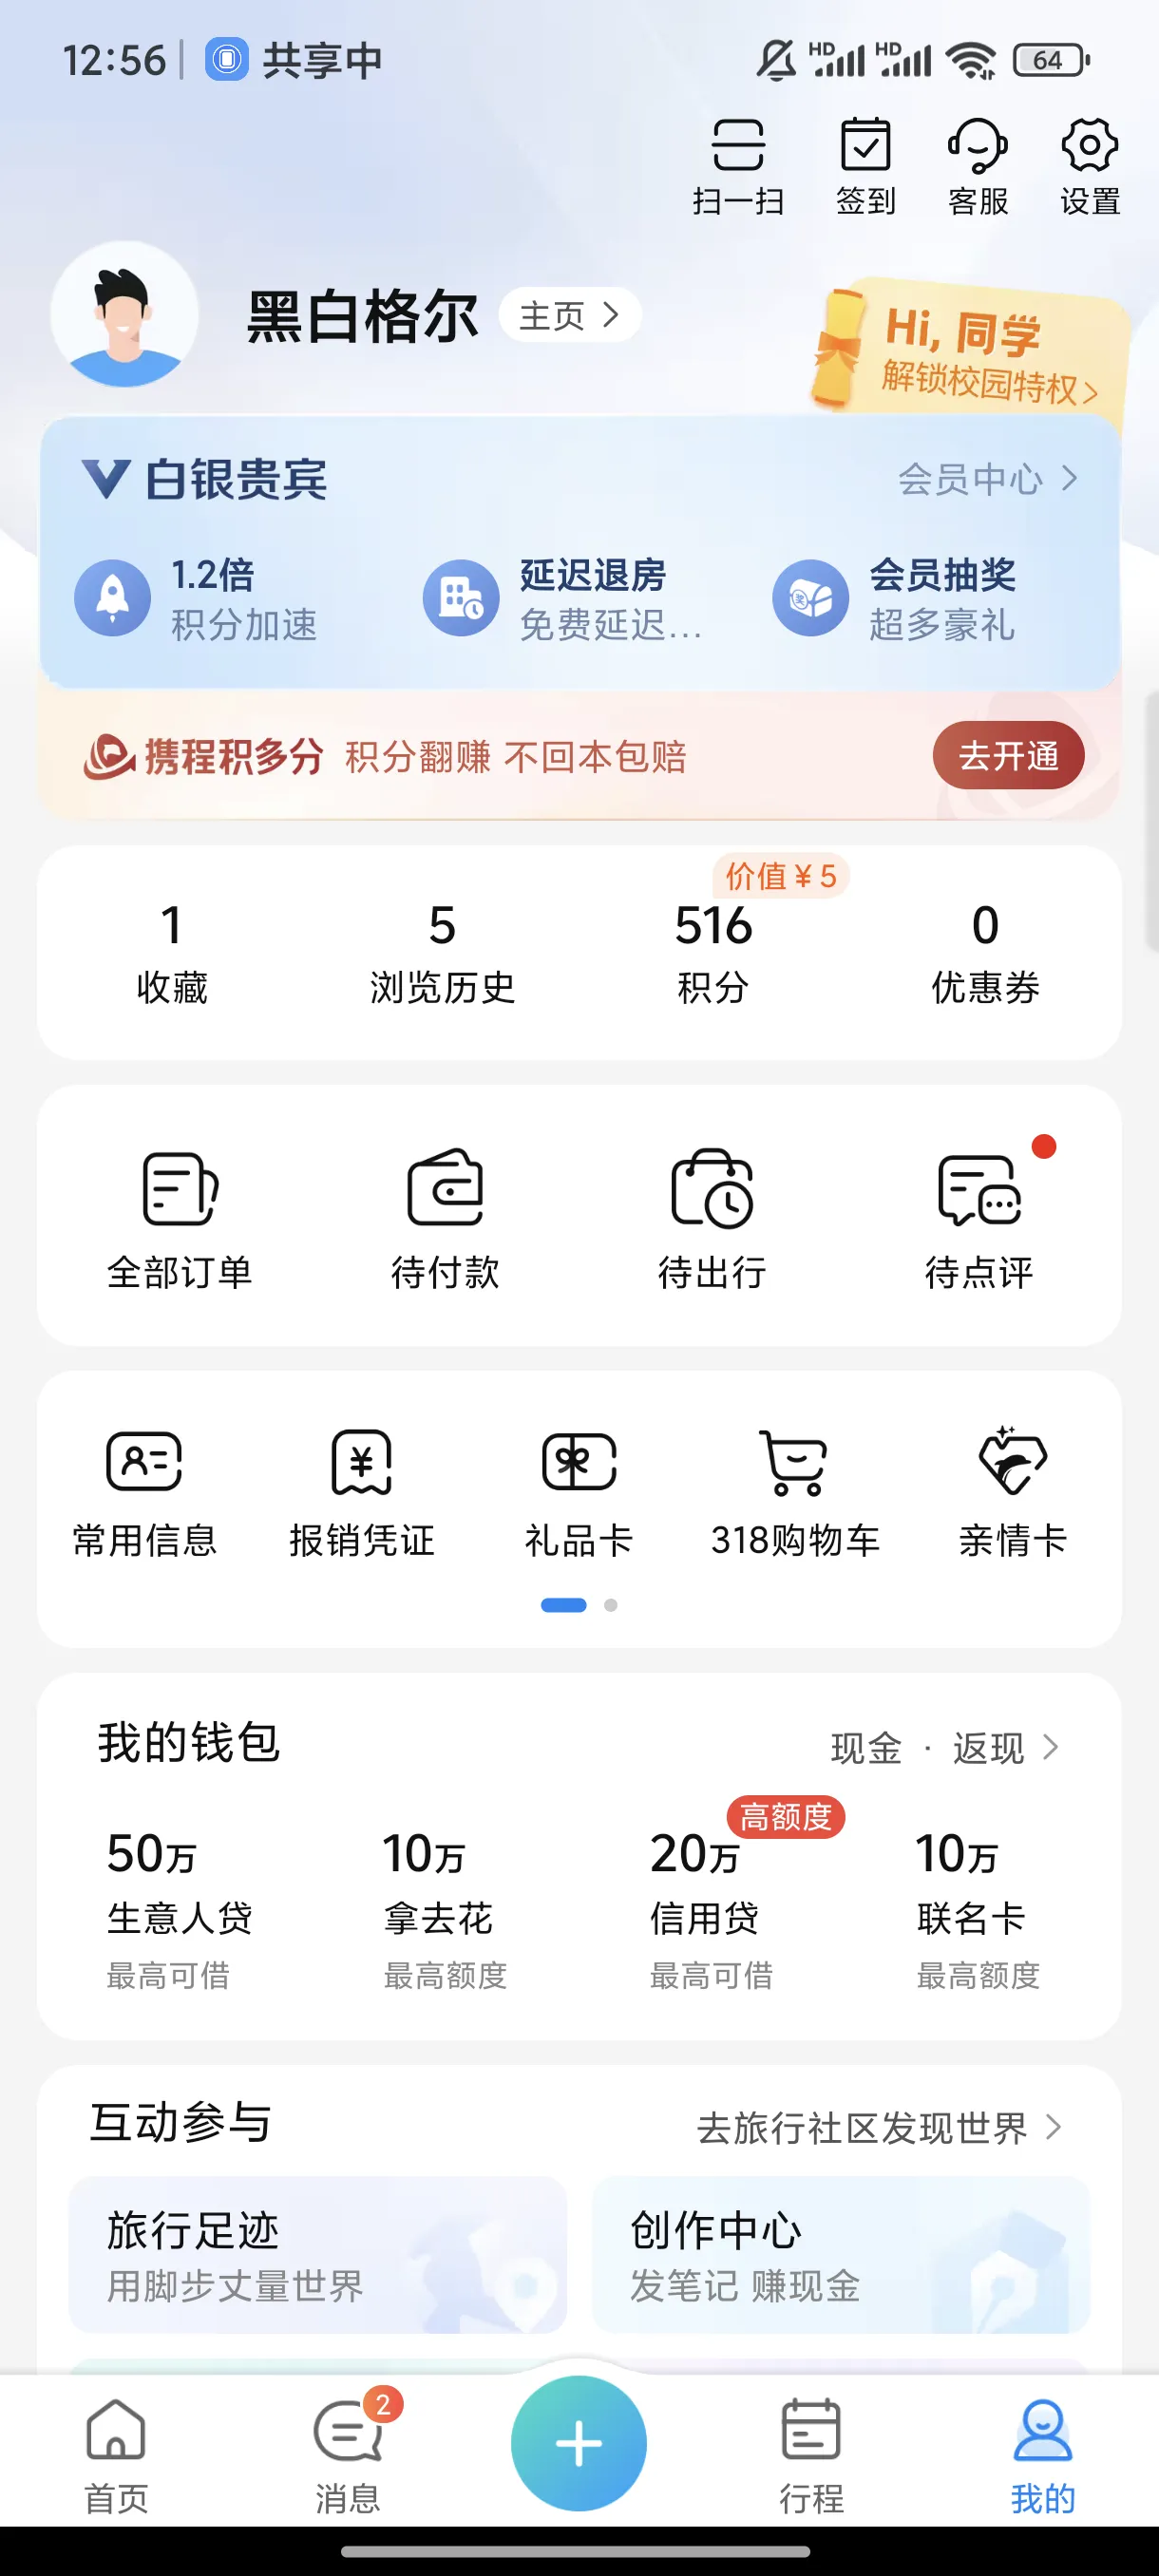 12:56 共享中 HD HD 64
扫一扫 签到 客服 设置
黑白格尔 主页
Hi, 同学
解锁校园特权
白银贵宾 会员中心
1.2倍 延迟退房 会员抽奖
积分加速 免费延迟... 超多豪礼
携程积多分 积分翻赚 不回本包赔 去开通
价值￥5
1 5 516 0
收藏 浏览历史 积分 优惠券
全部订单 待付款 待出行 待点评
常用信息 报销凭证 礼品卡 318购物车 亲情卡
我的钱包 现金 · 返现
高额度
50万 10万 20万 10万
生意人贷 拿去花 信用贷 联名卡
最高可借 最高额度 最高可借 最高额度
互动参与 去旅行社区发现世界
旅行足迹 创作中心
用脚步丈量世界 发笔记 赚现金
2
首页 消息 行程 我的